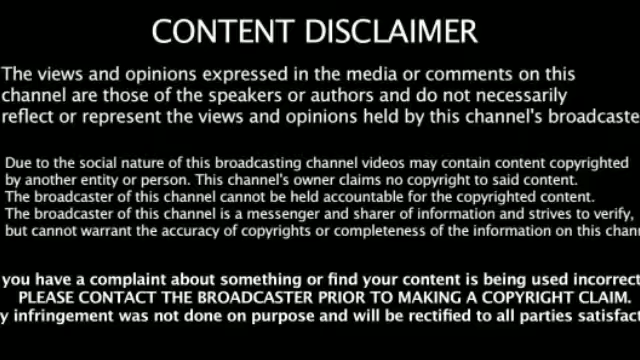 CONTENT DISCLAIMER
The views and opinions expressed in the media or comments on this
channel are those of the speakers or authors and do not necessarily
reflect or represent the views and opinions held by this channel's broadcaste
Due to the social nature of this broadcasting channel videos may contain content copyrighted
by another entity or person. This channel's owner claims no copyright to said content.
The broadcaster of this channel cannot be held accountable for the copyrighted content.
The broadcaster of this channel is a messenger and sharer of information and strives to verify,
but cannot warrant the accuracy of copyrights or completeness of the information on this chan
you have a complaint about something or find your content is being used incorrect
PLEASE CONTACT THE BROADCASTER PRIOR TO MAKING A COPYRIGHT CLAIM.
y infringement was not done on purpose and will be rectified to all parties satisfact